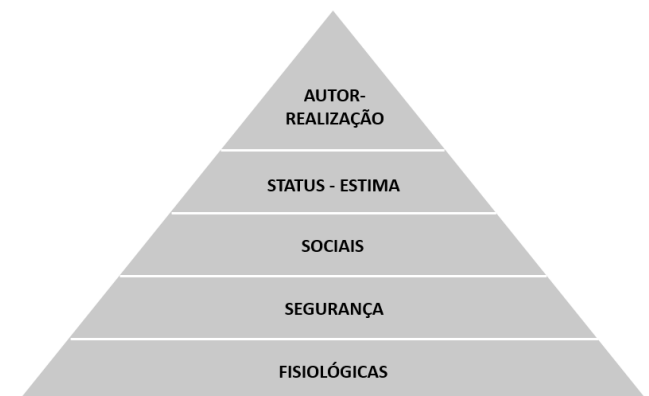 AUTOR-
REALIZAÇÃO
STATUS - ESTIMA
SOCIAIS
SEGURANÇA
FISIOLÓGICAS